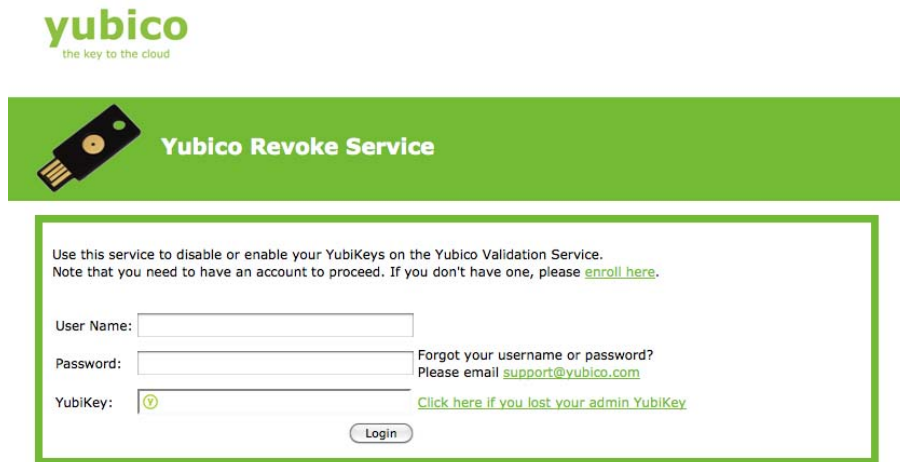 yubico
the key to the cloud
Yubico Revoke Service
Use this service to disable or enable your YubiKeys on the Yubico Validation Service.
Note that you need to have an account to proceed. If you don't have one, please enroll here.
User Name:
Password:
Forgot your username or password?
Please email support@yubico.com
YubiKey:
Click here if you lost your admin YubiKey
Login